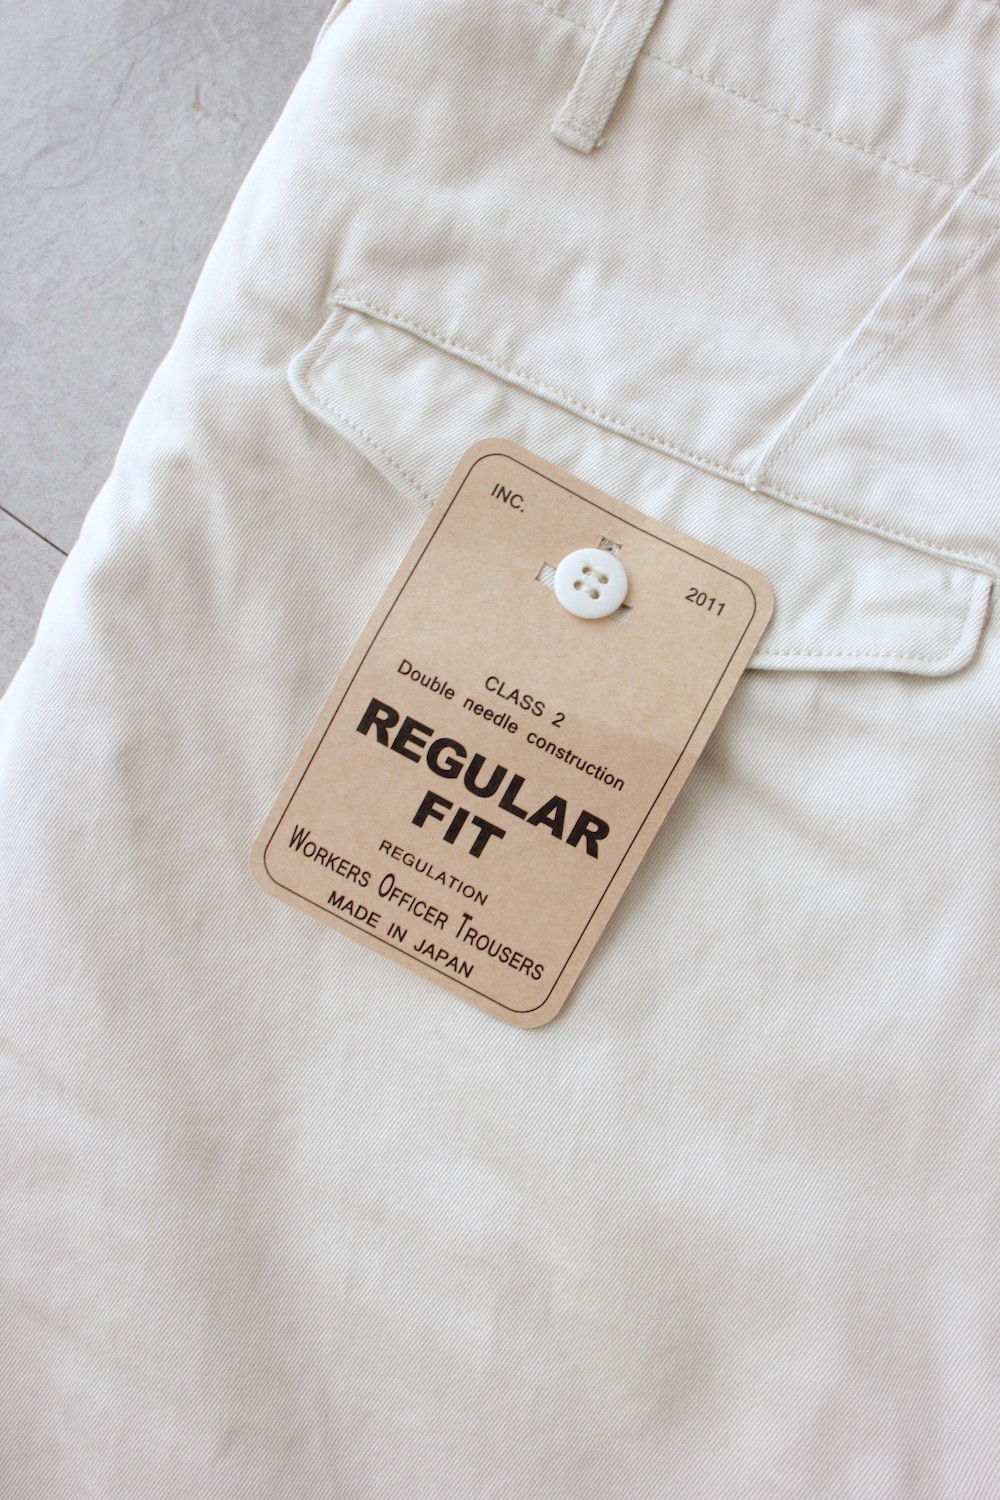 INC.
2011
CLASS 2
Double needle construction
REGULAR
FIT
REGULATION
WORKERS OFFICER TROUSERS
MADE IN JAPAN